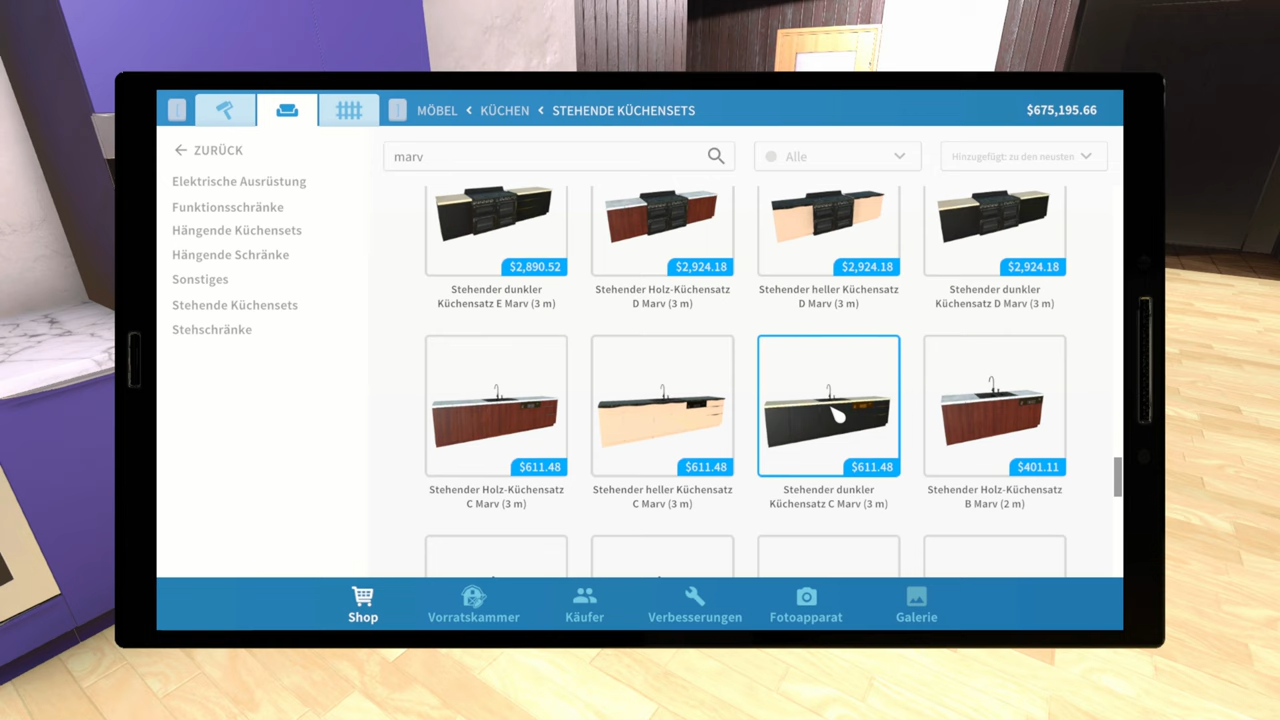 MÖBEL < KÜCHEN < STEHENDE KÜCHENSETS
$675,195.66
ZURÜCK
marv
Alle
Hinzugefügt: zu den neusten
Elektrische Ausrüstung
Funktionsschränke
Hängende Küchensets
Hängende Schränke
Sonstiges
Stehende Küchensets
Stehschränke
$2,890.52
$2,924.18
$2,924.18
$2,924.18
Stehender dunkler
Küchensatz E Marv (3 m)
Stehender Holz-Küchensatz
D Marv (3 m)
Stehender heller Küchensatz
D Marv (3 m)
Stehender dunkler
Küchensatz D Marv (3 m)
$611.48
$611.48
$611.48
$401.11
Stehender Holz-Küchensatz
C Marv (3 m)
Stehender heller Küchensatz
C Marv (3 m)
Stehender dunkler
Küchensatz C Marv (3 m)
Stehender Holz-Küchensatz
B Marv (2 m)
Shop
Vorratskammer
Käufer
Verbesserungen
Fotoapparat
Galerie